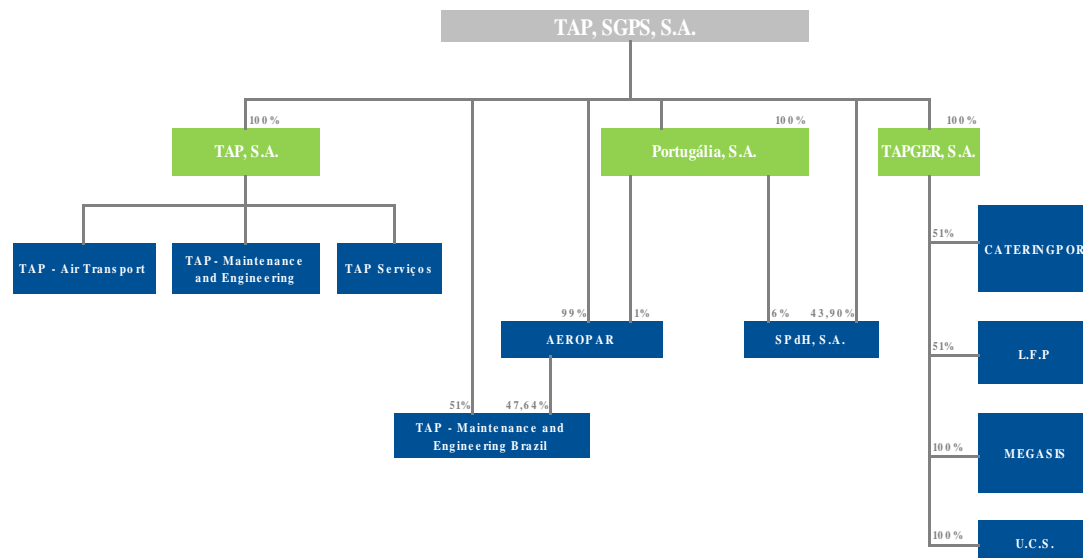 TAP, SGPS, S.A.
100%
100%
100%
TAP, S.A.
Portugália, S.A.
TAPGER, S.A.
51%
CATERINGPOR
TAP - Air Transport
TAP - Maintenance
and Engineering
TAP Serviços
99%
1%
6%
43,90%
AEROPAR
SPdH, S.A.
51%
L.F.P
51%
47,64%
TAP - Maintenance and
Engineering Brazil
100%
MEGASIS
100%
U.C.S.